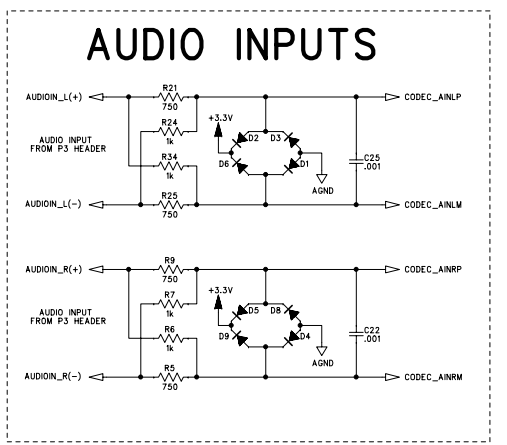 AUDIO INPUTS
AUDIOIN_L(+)
R21
750
CODEC_AINLP
R24
1k
+3.3V
D2
D3
AUDIO INPUT
FROM P3 HEADER
R34
1k
D6
D1
C25
.001
AGND
AUDIOIN_L(-)
R25
750
CODEC_AINLM
AUDIOIN_R(+)
R9
750
CODEC_AINRP
R7
1k
+3.3V
D5
D8
AUDIO INPUT
FROM P3 HEADER
R6
1k
D9
D4
C22
.001
AGND
AUDIOIN_R(-)
R5
750
CODEC_AINRM